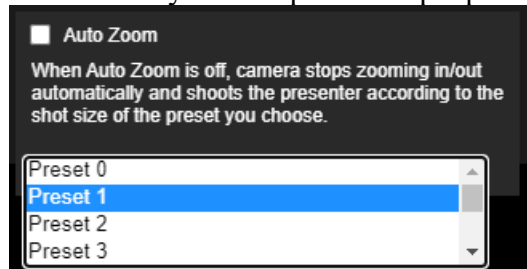 Auto Zoom
When Auto Zoom is off, camera stops zooming in/out
automatically and shoots the presenter according to the
shot size of the preset you choose.
Preset 0
Preset 1
Preset 2
Preset 3